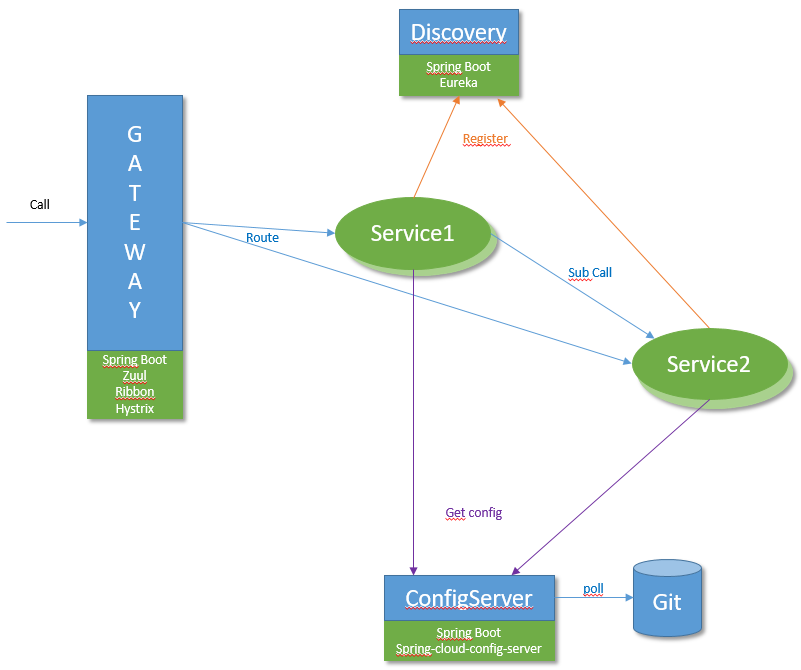 Discovery
Spring Boot
Eureka
Register
Call
G
A
T
E
W
A
Y
Spring Boot
Zuul
Ribbon
Hystrix
Route
Service1
Sub Call
Service2
Get config
ConfigServer
Spring Boot
Spring-cloud-config-server
poll
Git